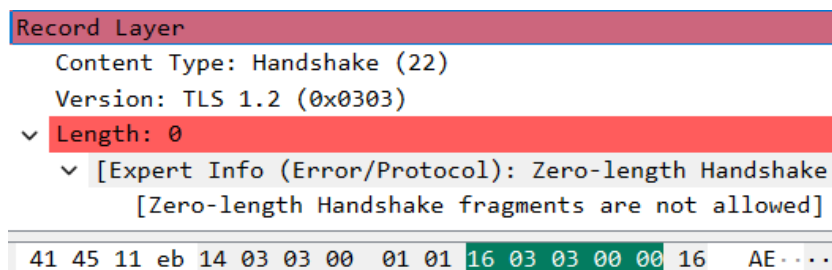 Record Layer
Content Type: Handshake (22)
Version: TLS 1.2 (0x0303)
Length: 0
[Expert Info (Error/Protocol): Zero-length Handshake
[Zero-length Handshake fragments are not allowed]
41 45 11 eb 14 03 03 00 01 01 16 03 03 00 00 16 AE····